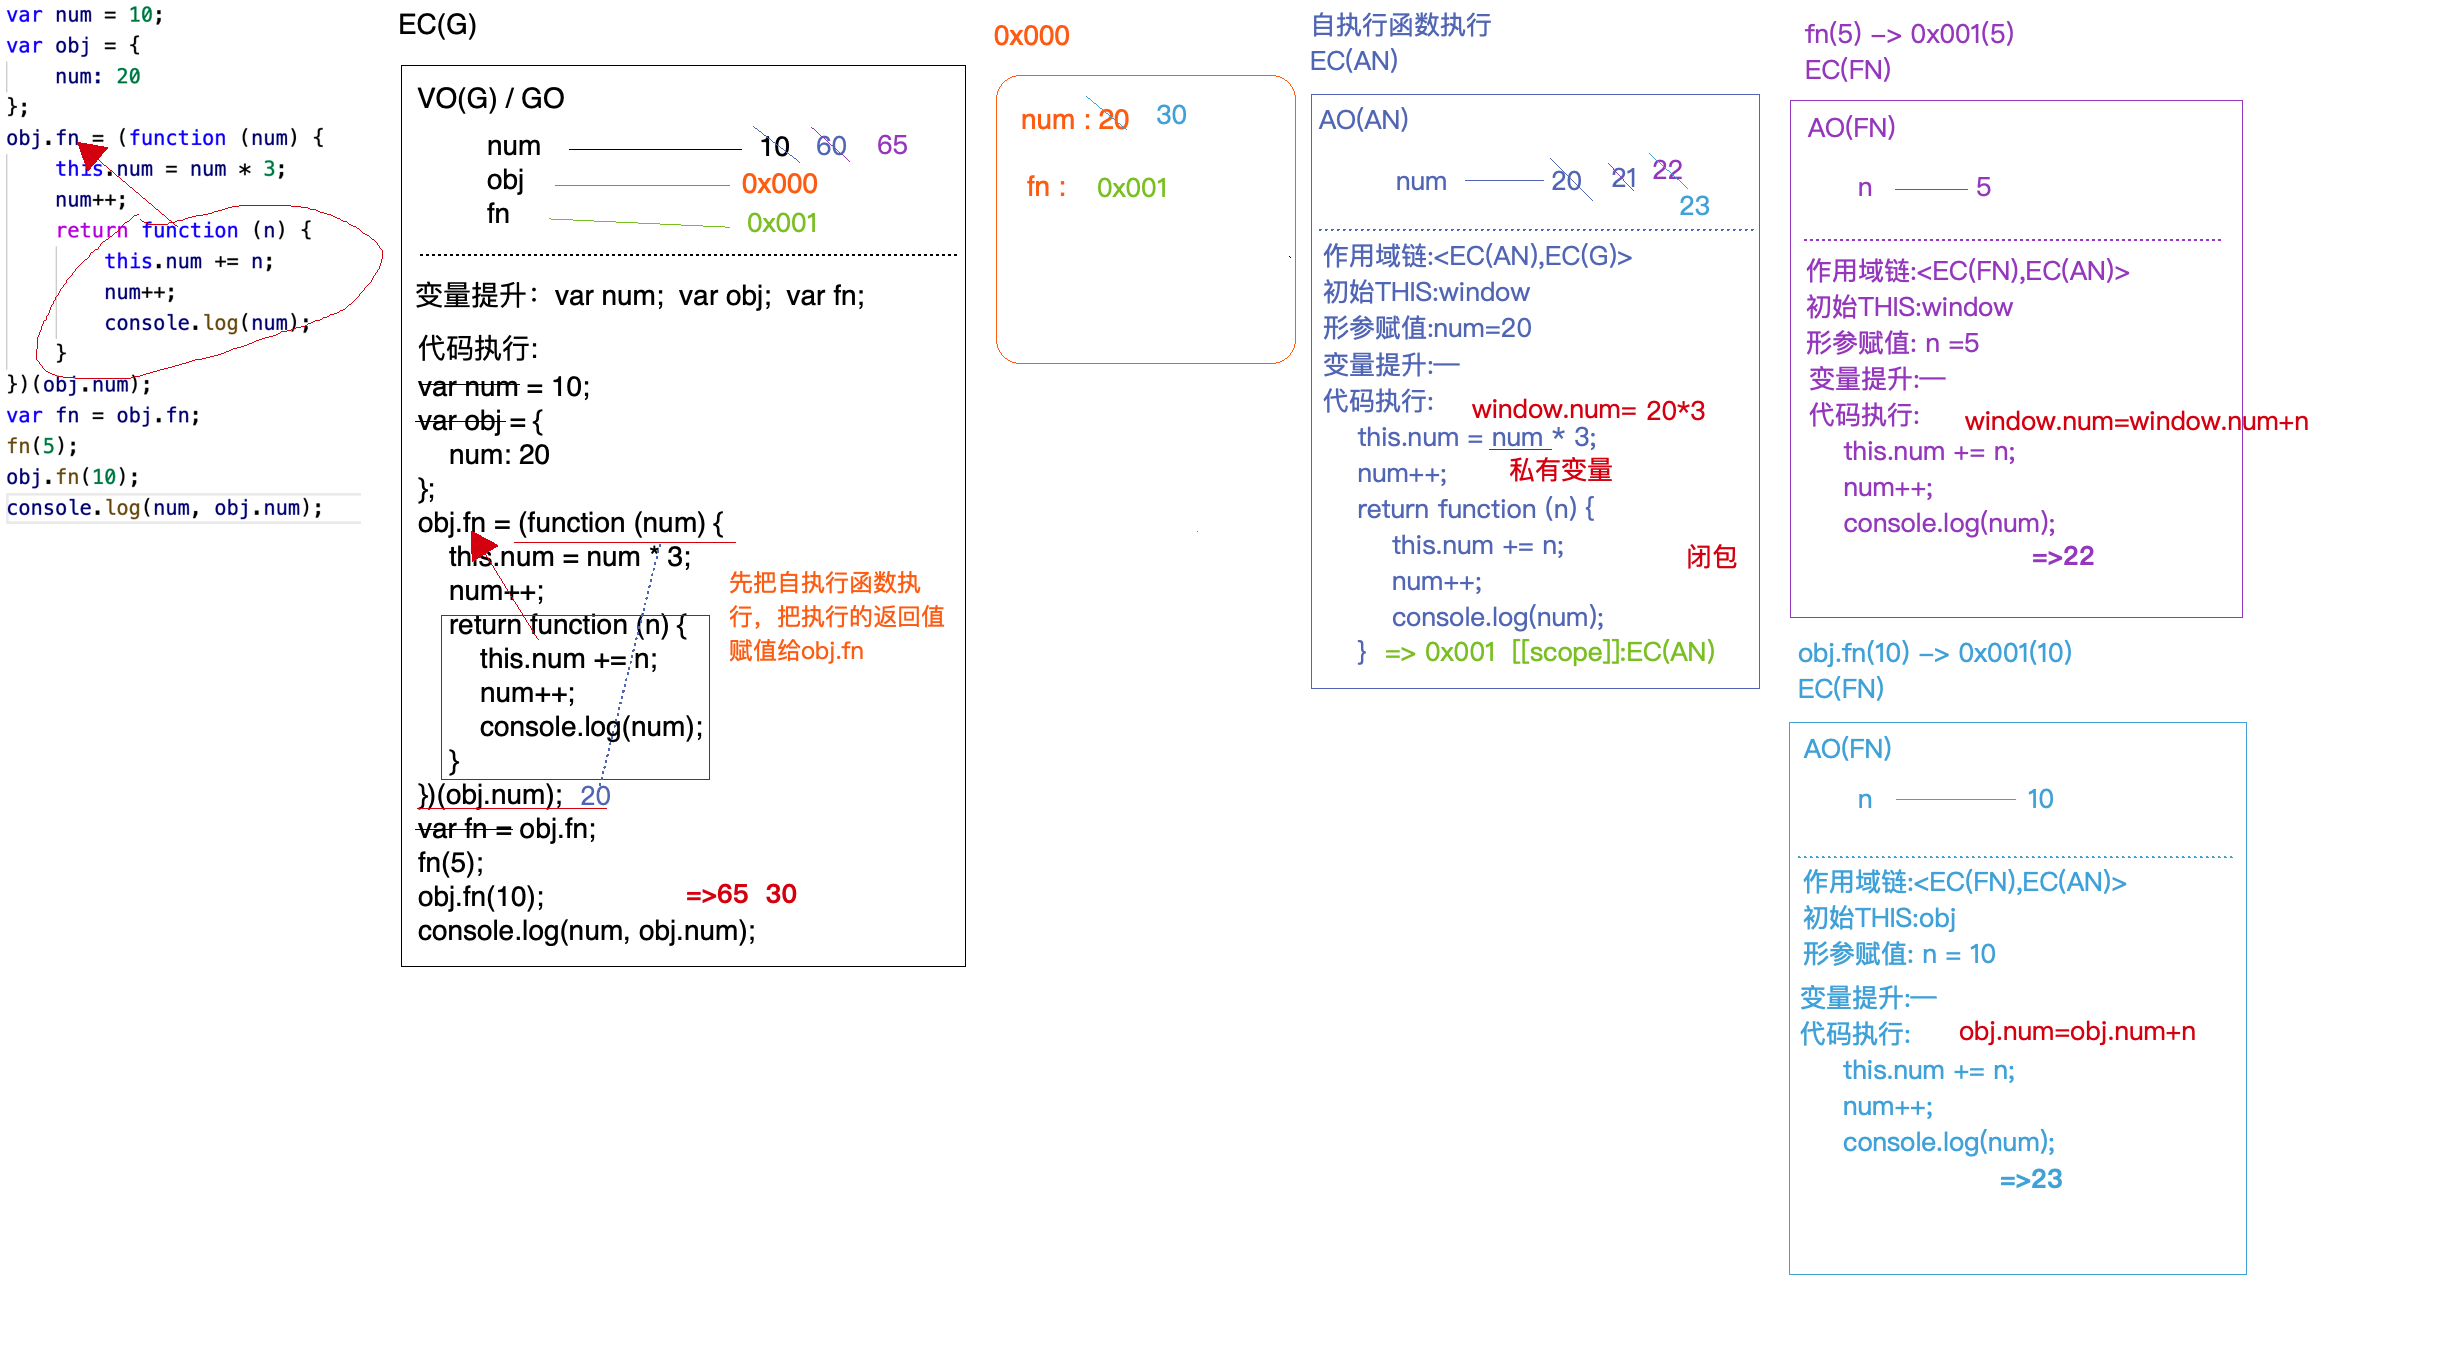 var num = 10;
var obj = {
num: 20
};
obj.fn = (function (num) {
this.num = num * 3;
num++;
return function (n) {
this.num += n;
num++;
console.log(num);
}
})(obj.num);
var fn = obj.fn;
fn(5);
obj.fn(10);
console.log(num, obj.num);
EC(G)
VO(G) / GO
num 10 60 65
obj 0x000
fn 0x001
变量提升：var num; var obj; var fn;
代码执行:
var num = 10;
var obj = {
num: 20
};
obj.fn = (function (num) {
this.num = num * 3;
num++;
return function (n) {
this.num += n;
num++;
console.log(num);
}
})(obj.num); 20
var fn = obj.fn;
fn(5);
obj.fn(10);
=>65 30
console.log(num, obj.num);
先把自执行函数执
行，把执行的返回值
赋值给obj.fn
0x000
num : 20 30
fn : 0x001
自执行函数执行
EC(AN)
AO(AN)
num 20 21 22
23
作用域链:<EC(AN),EC(G)>
初始THIS:window
形参赋值:num=20
变量提升:—
代码执行:
window.num= 20*3
this.num = num * 3;
num++;
私有变量
return function (n) {
this.num += n;
闭包
num++;
console.log(num);
} => 0x001 [[scope]]:EC(AN)
fn(5) -> 0x001(5)
EC(FN)
AO(FN)
n 5
作用域链:<EC(FN),EC(AN)>
初始THIS:window
形参赋值: n =5
变量提升:—
代码执行:
window.num=window.num+n
this.num += n;
num++;
console.log(num);
=>22
obj.fn(10) -> 0x001(10)
EC(FN)
AO(FN)
n 10
作用域链:<EC(FN),EC(AN)>
初始THIS:obj
形参赋值: n = 10
变量提升:—
代码执行:
obj.num=obj.num+n
this.num += n;
num++;
console.log(num);
=>23